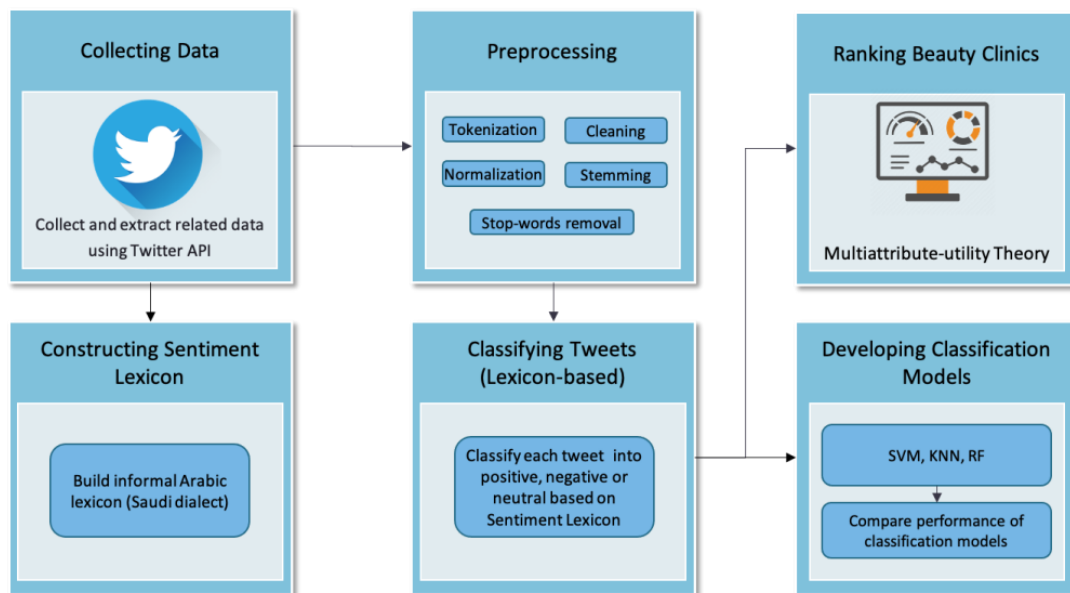 Collecting Data
Collect and extract related data
using Twitter API
Preprocessing
Tokenization
Cleaning
Normalization
Stemming
Stop-words removal
Ranking Beauty Clinics
Multiattribute-utility Theory
Constructing Sentiment
Lexicon
Build informal Arabic
lexicon (Saudi dialect)
Classifying Tweets
(Lexicon-based)
Classify each tweet into
positive, negative or
neutral based on
Sentiment Lexicon
Developing Classification
Models
SVM, KNN, RF
Compare performance of
classification models